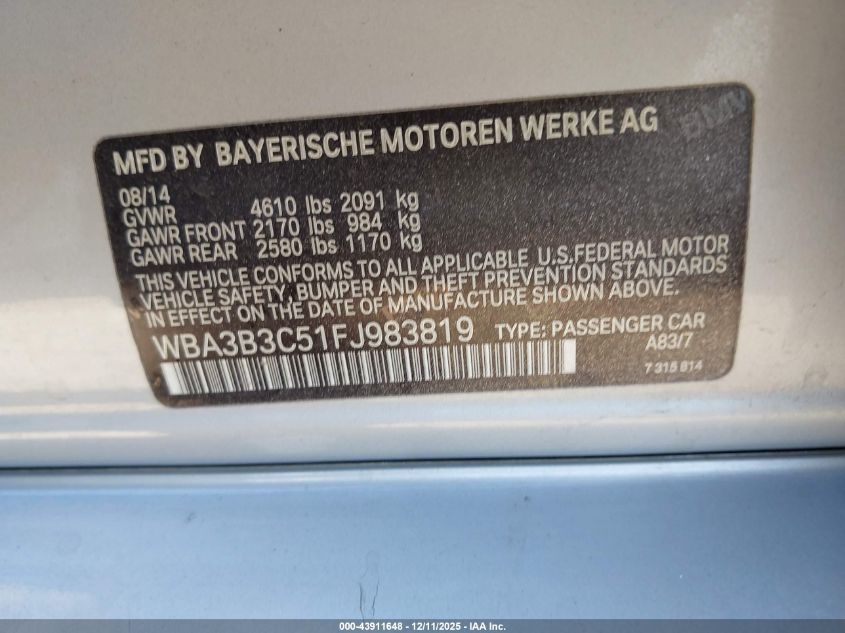 BMW
MFD BY BAYERISCHE MOTOREN WERKE AG
08/14
GVWR 4610 lbs 2091 kg
GAWR FRONT 2170 lbs 984 kg
GAWR REAR 2580 lbs 1170 kg
THIS VEHICLE CONFORMS TO ALL APPLICABLE U.S.FEDERAL MOTOR
VEHICLE SAFETY, BUMPER AND THEFT PREVENTION STANDARDS
IN EFFECT ON THE DATE OF MANUFACTURE SHOWN ABOVE.
WBA3B3C51FJ983819 TYPE: PASSENGER CAR
A83/7
7 315 814
000-43911648 - 12/11/2025 - IAA Inc.